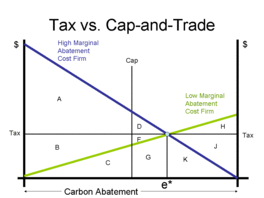 Tax vs. Cap-and-Trade
$
High Marginal
Abatement
Cost Firm
$
Cap
Low Marginal
Abatement
Cost Firm
A
D
H
Tax
Tax
B
F
J
C
G
K
Carbon Abatement
e*